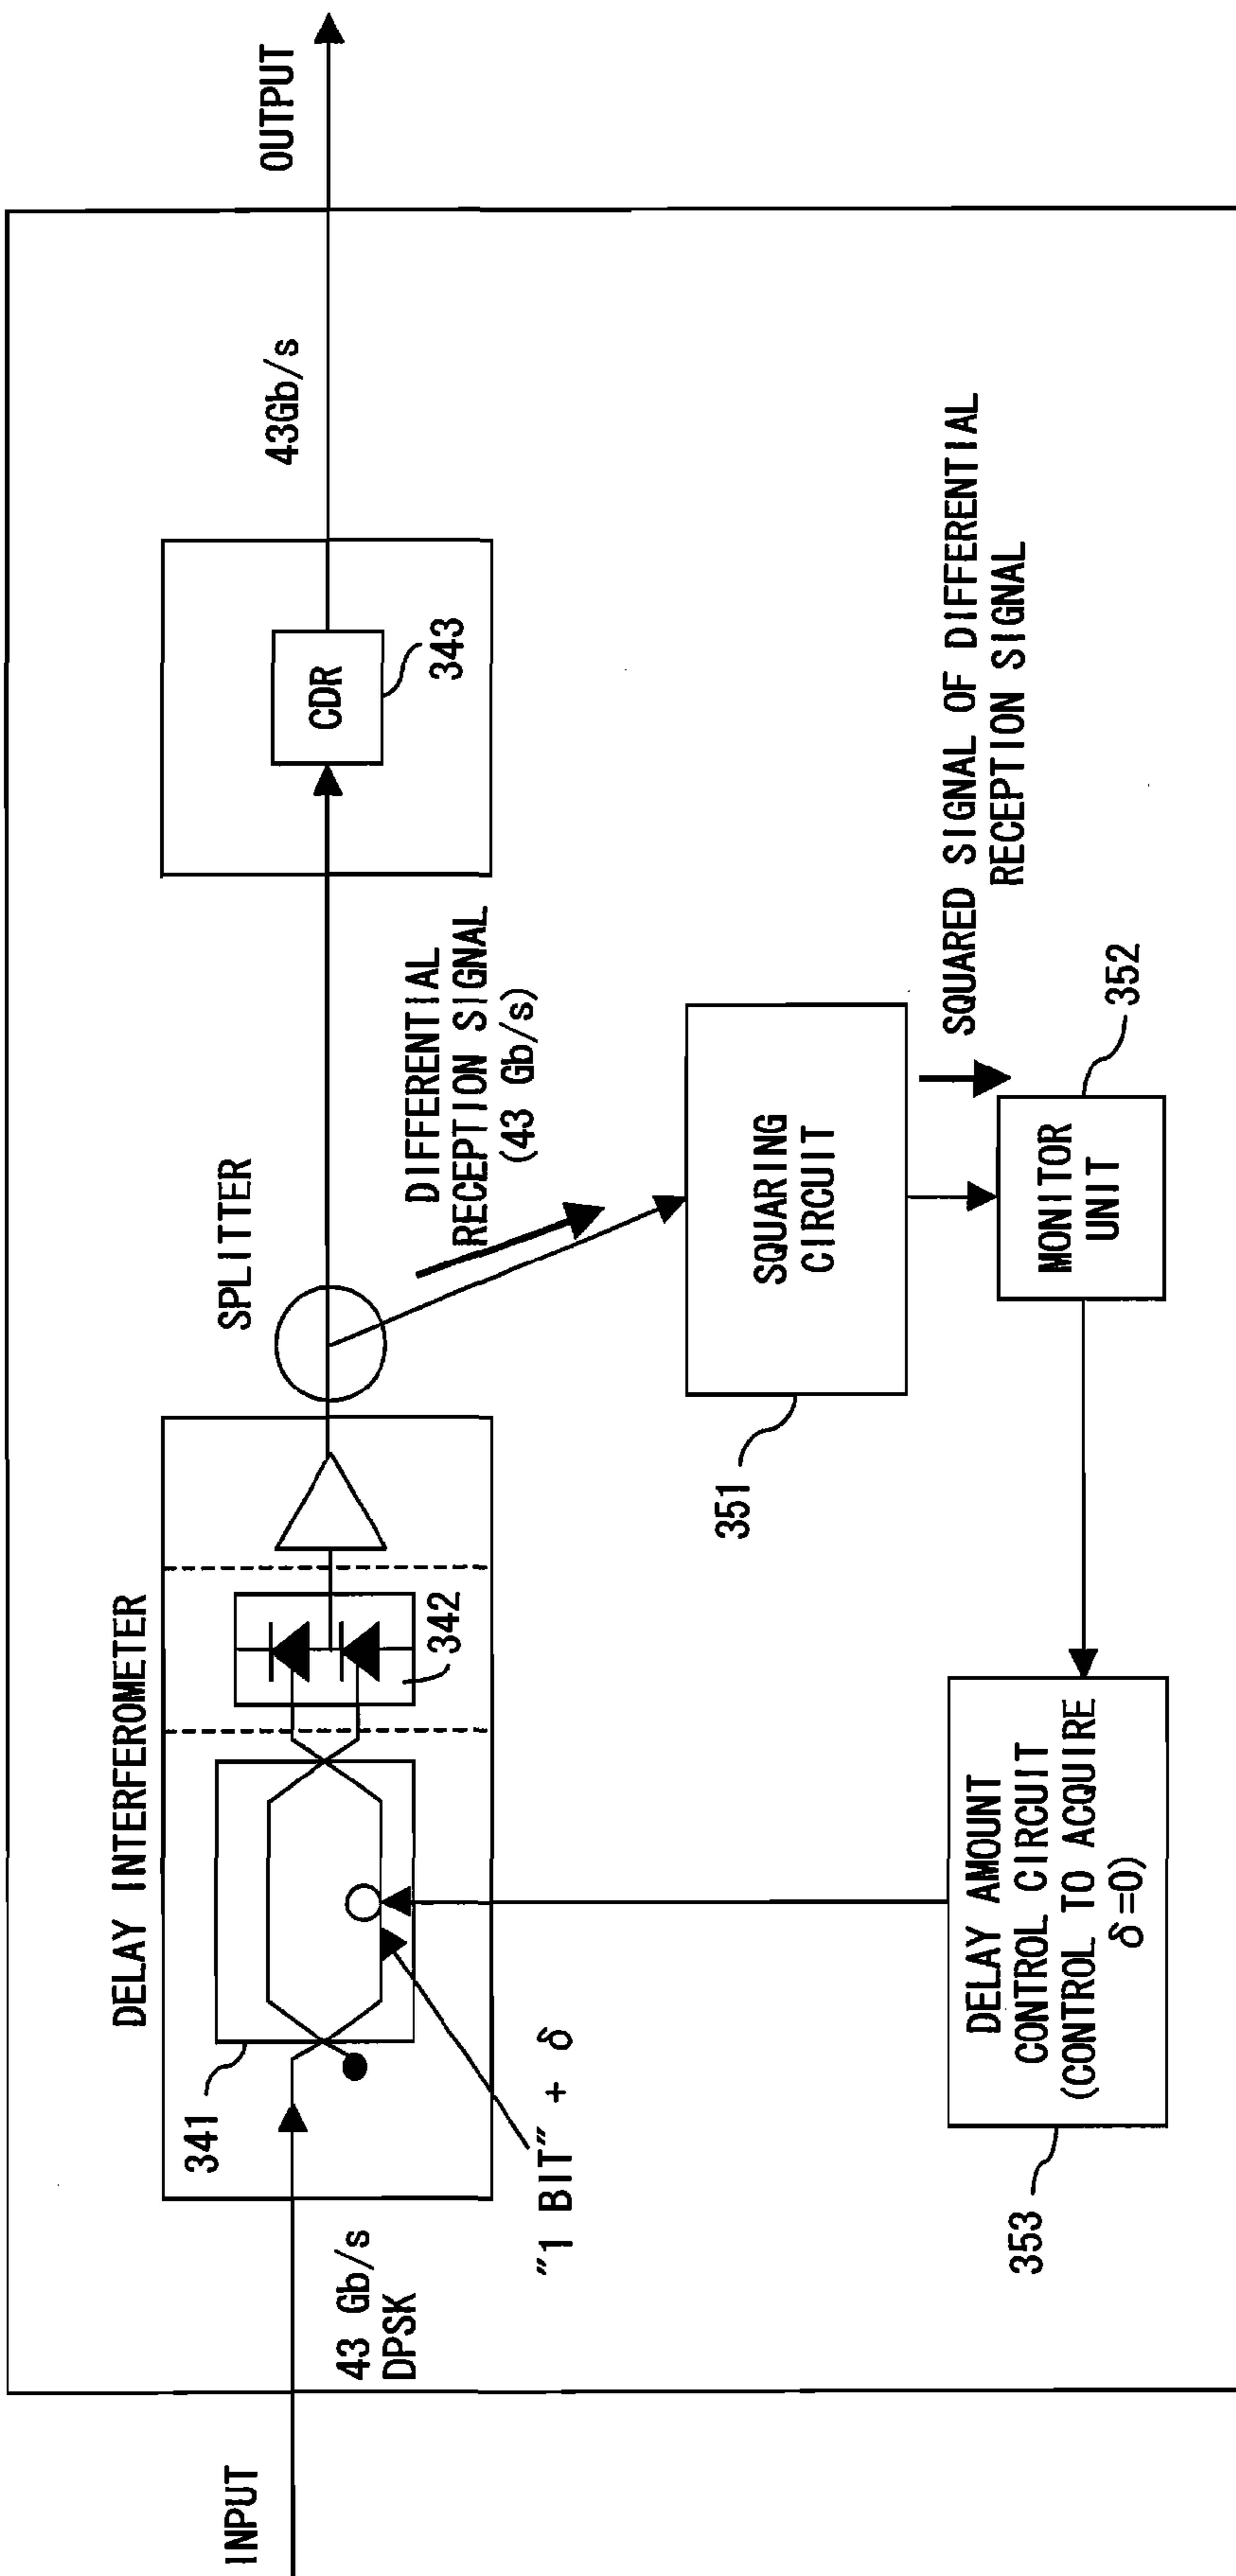 INPUT
43 Gb/s
DPSK
DELAY INTERFEROMETER
341
"1 BIT" + δ
342
SPLITTER
DIFFERENTIAL
RECEPTION SIGNAL
(43 Gb/s)
CDR
343
43Gb/s
OUTPUT
SQUARING
CIRCUIT
351
SQUARED SIGNAL OF DIFFERENTIAL
RECEPTION SIGNAL
MONITOR
UNIT
352
DELAY AMOUNT
CONTROL CIRCUIT
(CONTROL TO ACQUIRE
δ=0)
353